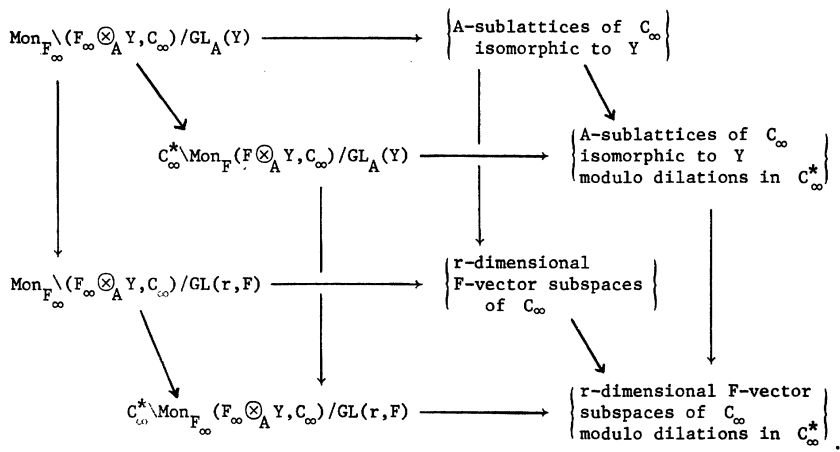 Mon_{F_∞}\(F_∞ ⊗_A Y, C_∞)/GL_A(Y)
{A-sublattices of C_∞
isomorphic to Y}
C_∞^*\Mon_F(F ⊗_A Y, C_∞)/GL_A(Y)
{A-sublattices of C_∞
isomorphic to Y
modulo dilations in C_∞^*}
Mon_{F_∞}\(F_∞ ⊗_A Y, C_∞)/GL(r,F)
{r-dimensional
F-vector subspaces
of C_∞}
C_∞^*\Mon_{F_∞}(F_∞ ⊗_A Y, C_∞)/GL(r,F)
{r-dimensional F-vector
subspaces of C_∞
modulo dilations in C_∞^*}.